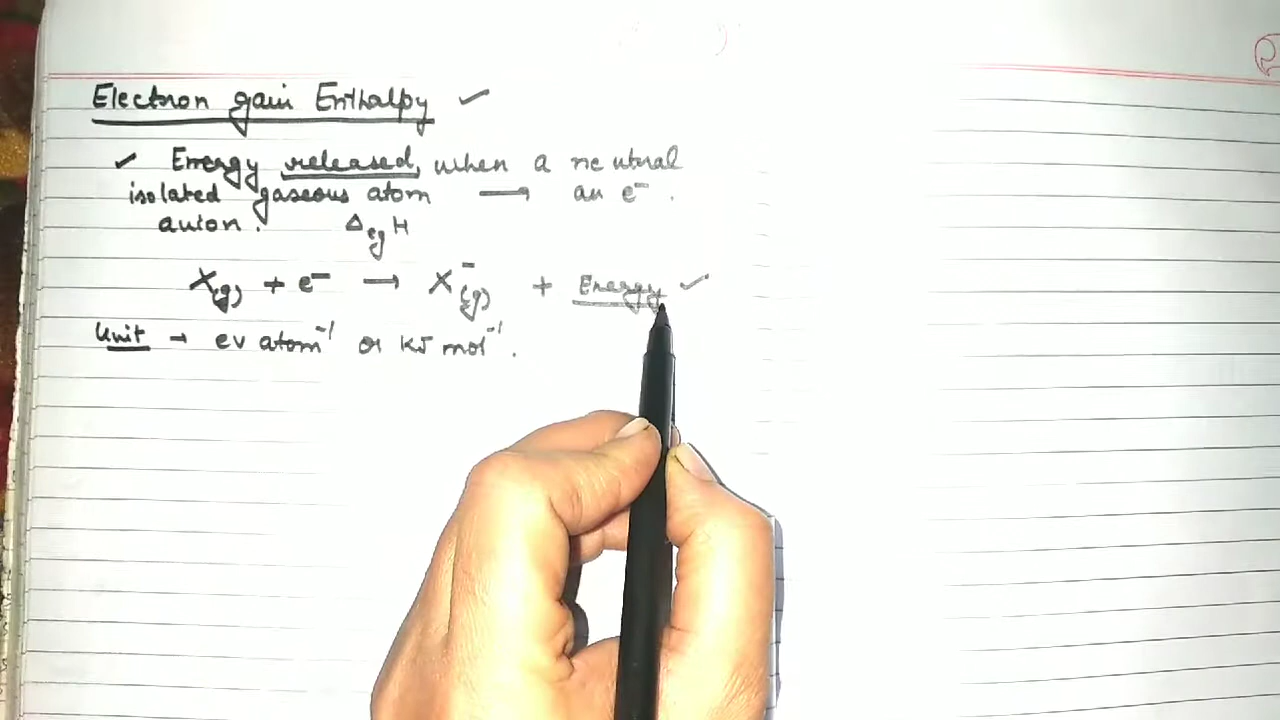 Electron gain Enthalpy ✓
✓ Energy released, when a neutral
isolated gaseous atom → an e⁻.
anion. ΔegH
X(g) + e⁻ → X⁻(g) + Energy ✓
Unit → ev atom⁻¹ or KJ mol⁻¹.